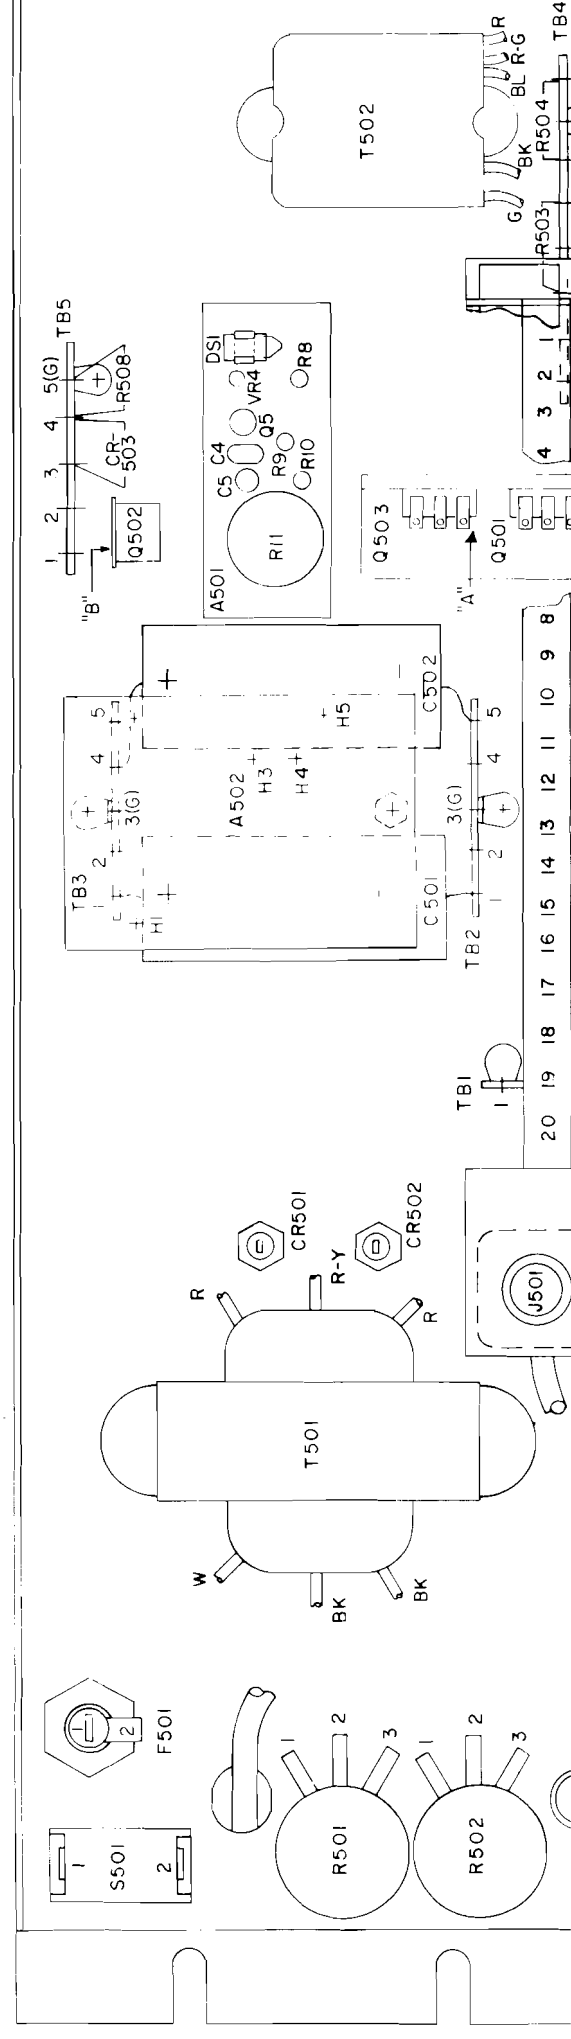 R
R-G
BL
BK
G
T502
TB4
R504
R503
1
2
3
4
TB5
5(G)
4
3
2
1
R508
CR-
503
"B"
Q502
DS1
VR4
R8
Q5
C4
R9
C5
R10
R11
A501
Q503
"A"
Q501
8
9
10
11
12
13
14
15
16
17
18
19
20
+
-
C502
5
4
3(G)
2
TB3
H5
H4
H3
A502
H1
+
-
C501
5
4
3(G)
2
1
TB2
TB1
1
CR501
CR502
R
R-Y
R
T501
W
BK
BK
J501
1
2
F501
1
2
S501
1
2
3
R501
1
2
3
R502